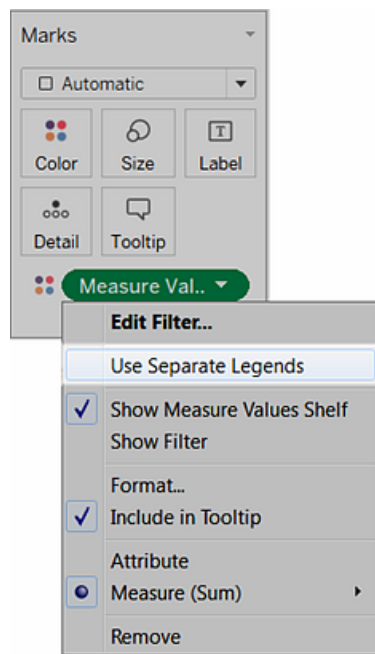 Marks
Automatic
Color Size Label
T
Detail Tooltip
Measure Val..
Edit Filter...
Use Separate Legends
Show Measure Values Shelf
Show Filter
Format...
Include in Tooltip
Attribute
Measure (Sum)
Remove